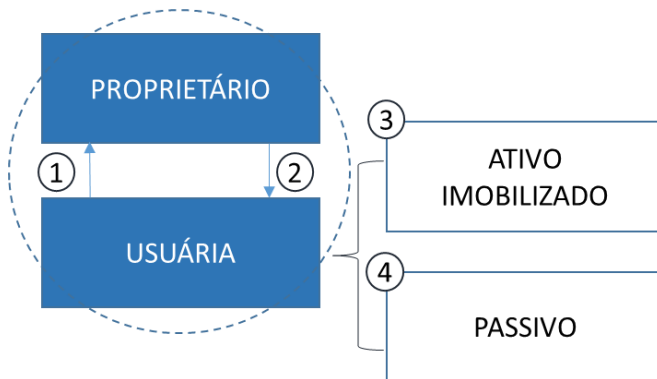 PROPRIETÁRIO
1
2
USUÁRIA
3
ATIVO
IMOBILIZADO
4
PASSIVO